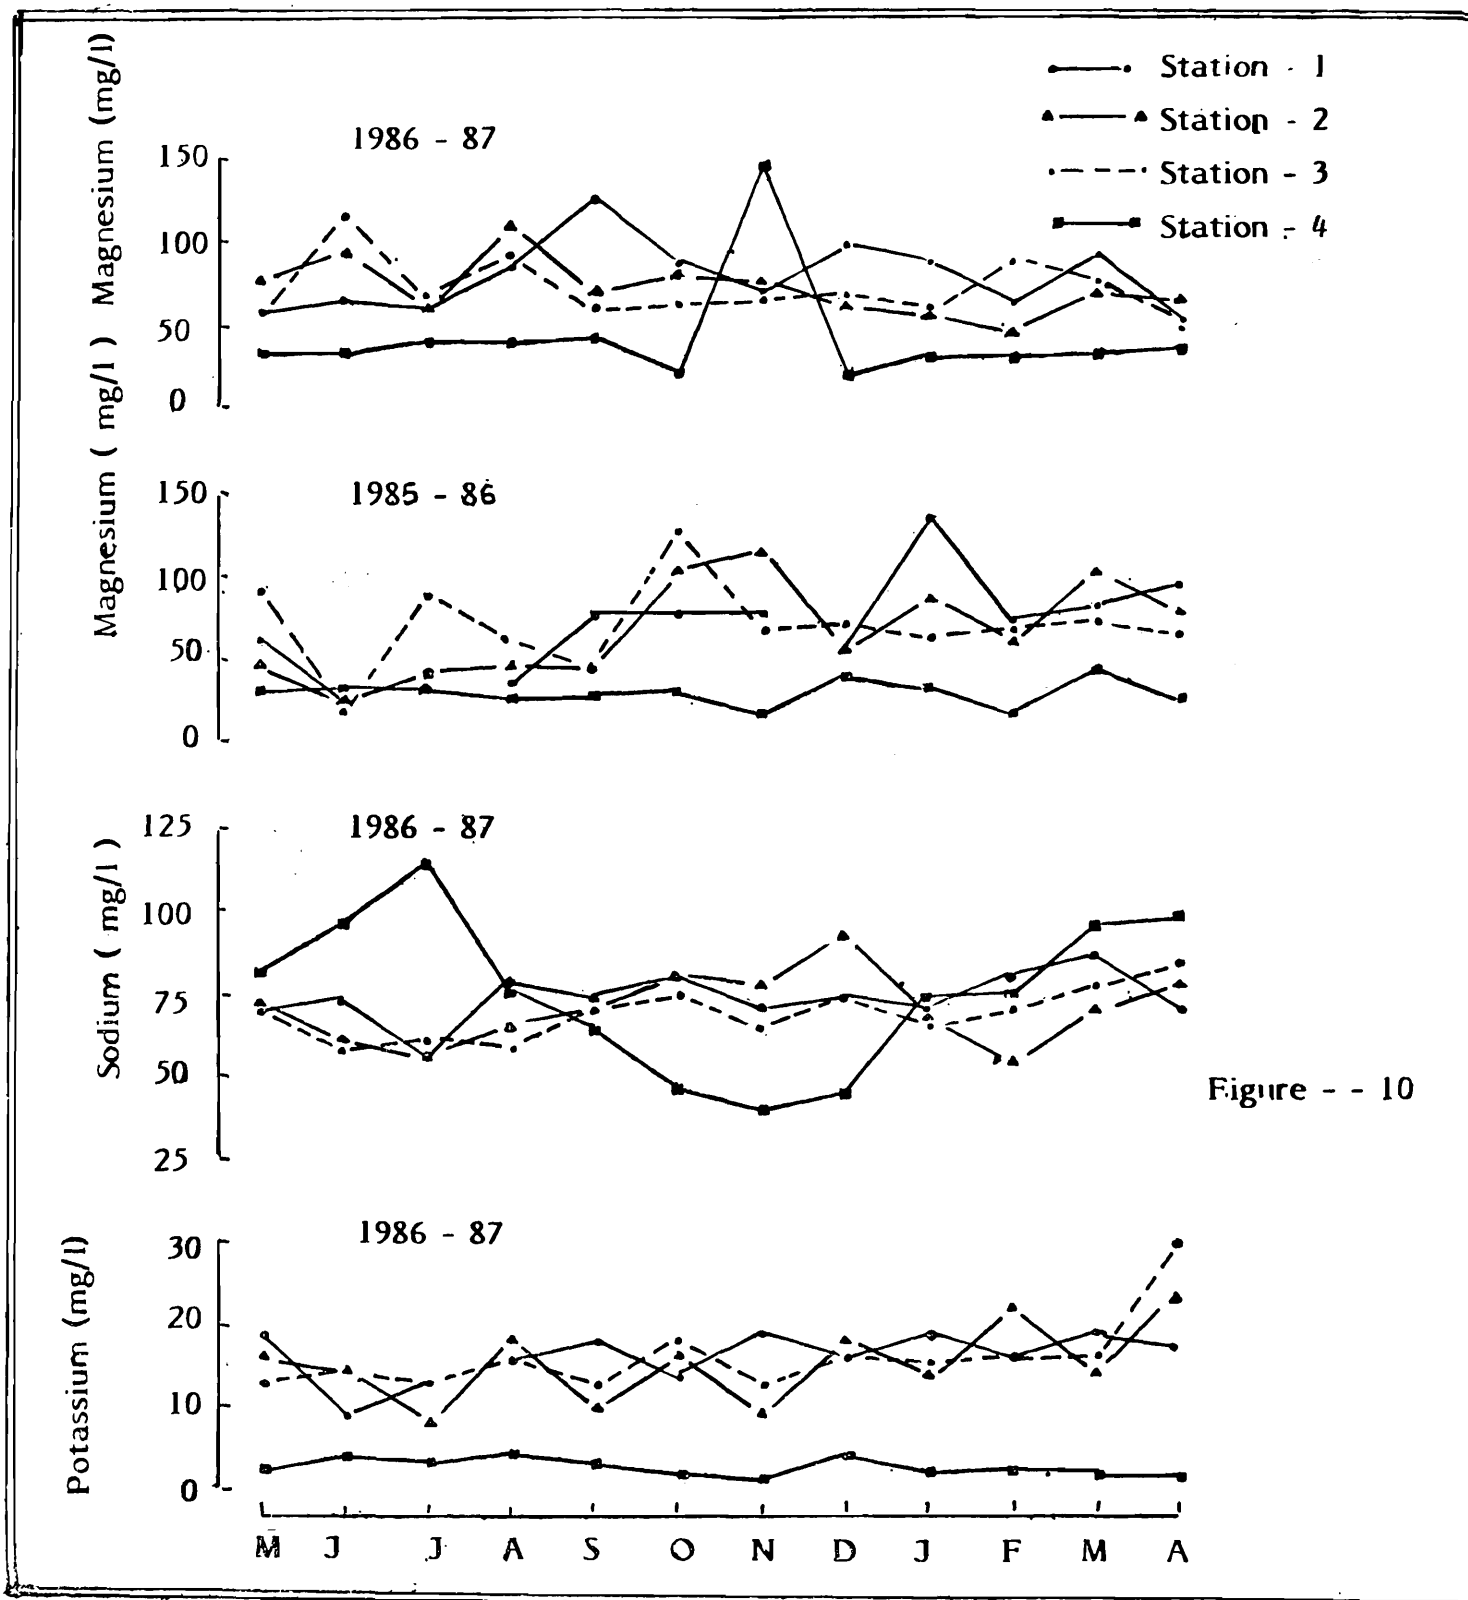 Station - 1
Station - 2
Station - 3
Station - 4
Magnesium (mg/l)
1986 - 87
150
100
50
0
Magnesium ( mg/l )
1985 - 86
150
100
50
0
Sodium ( mg/l )
1986 - 87
125
100
75
50
25
Figure - - 10
Potassium (mg/l)
1986 - 87
30
20
10
0
M J J A S O N D J F M A